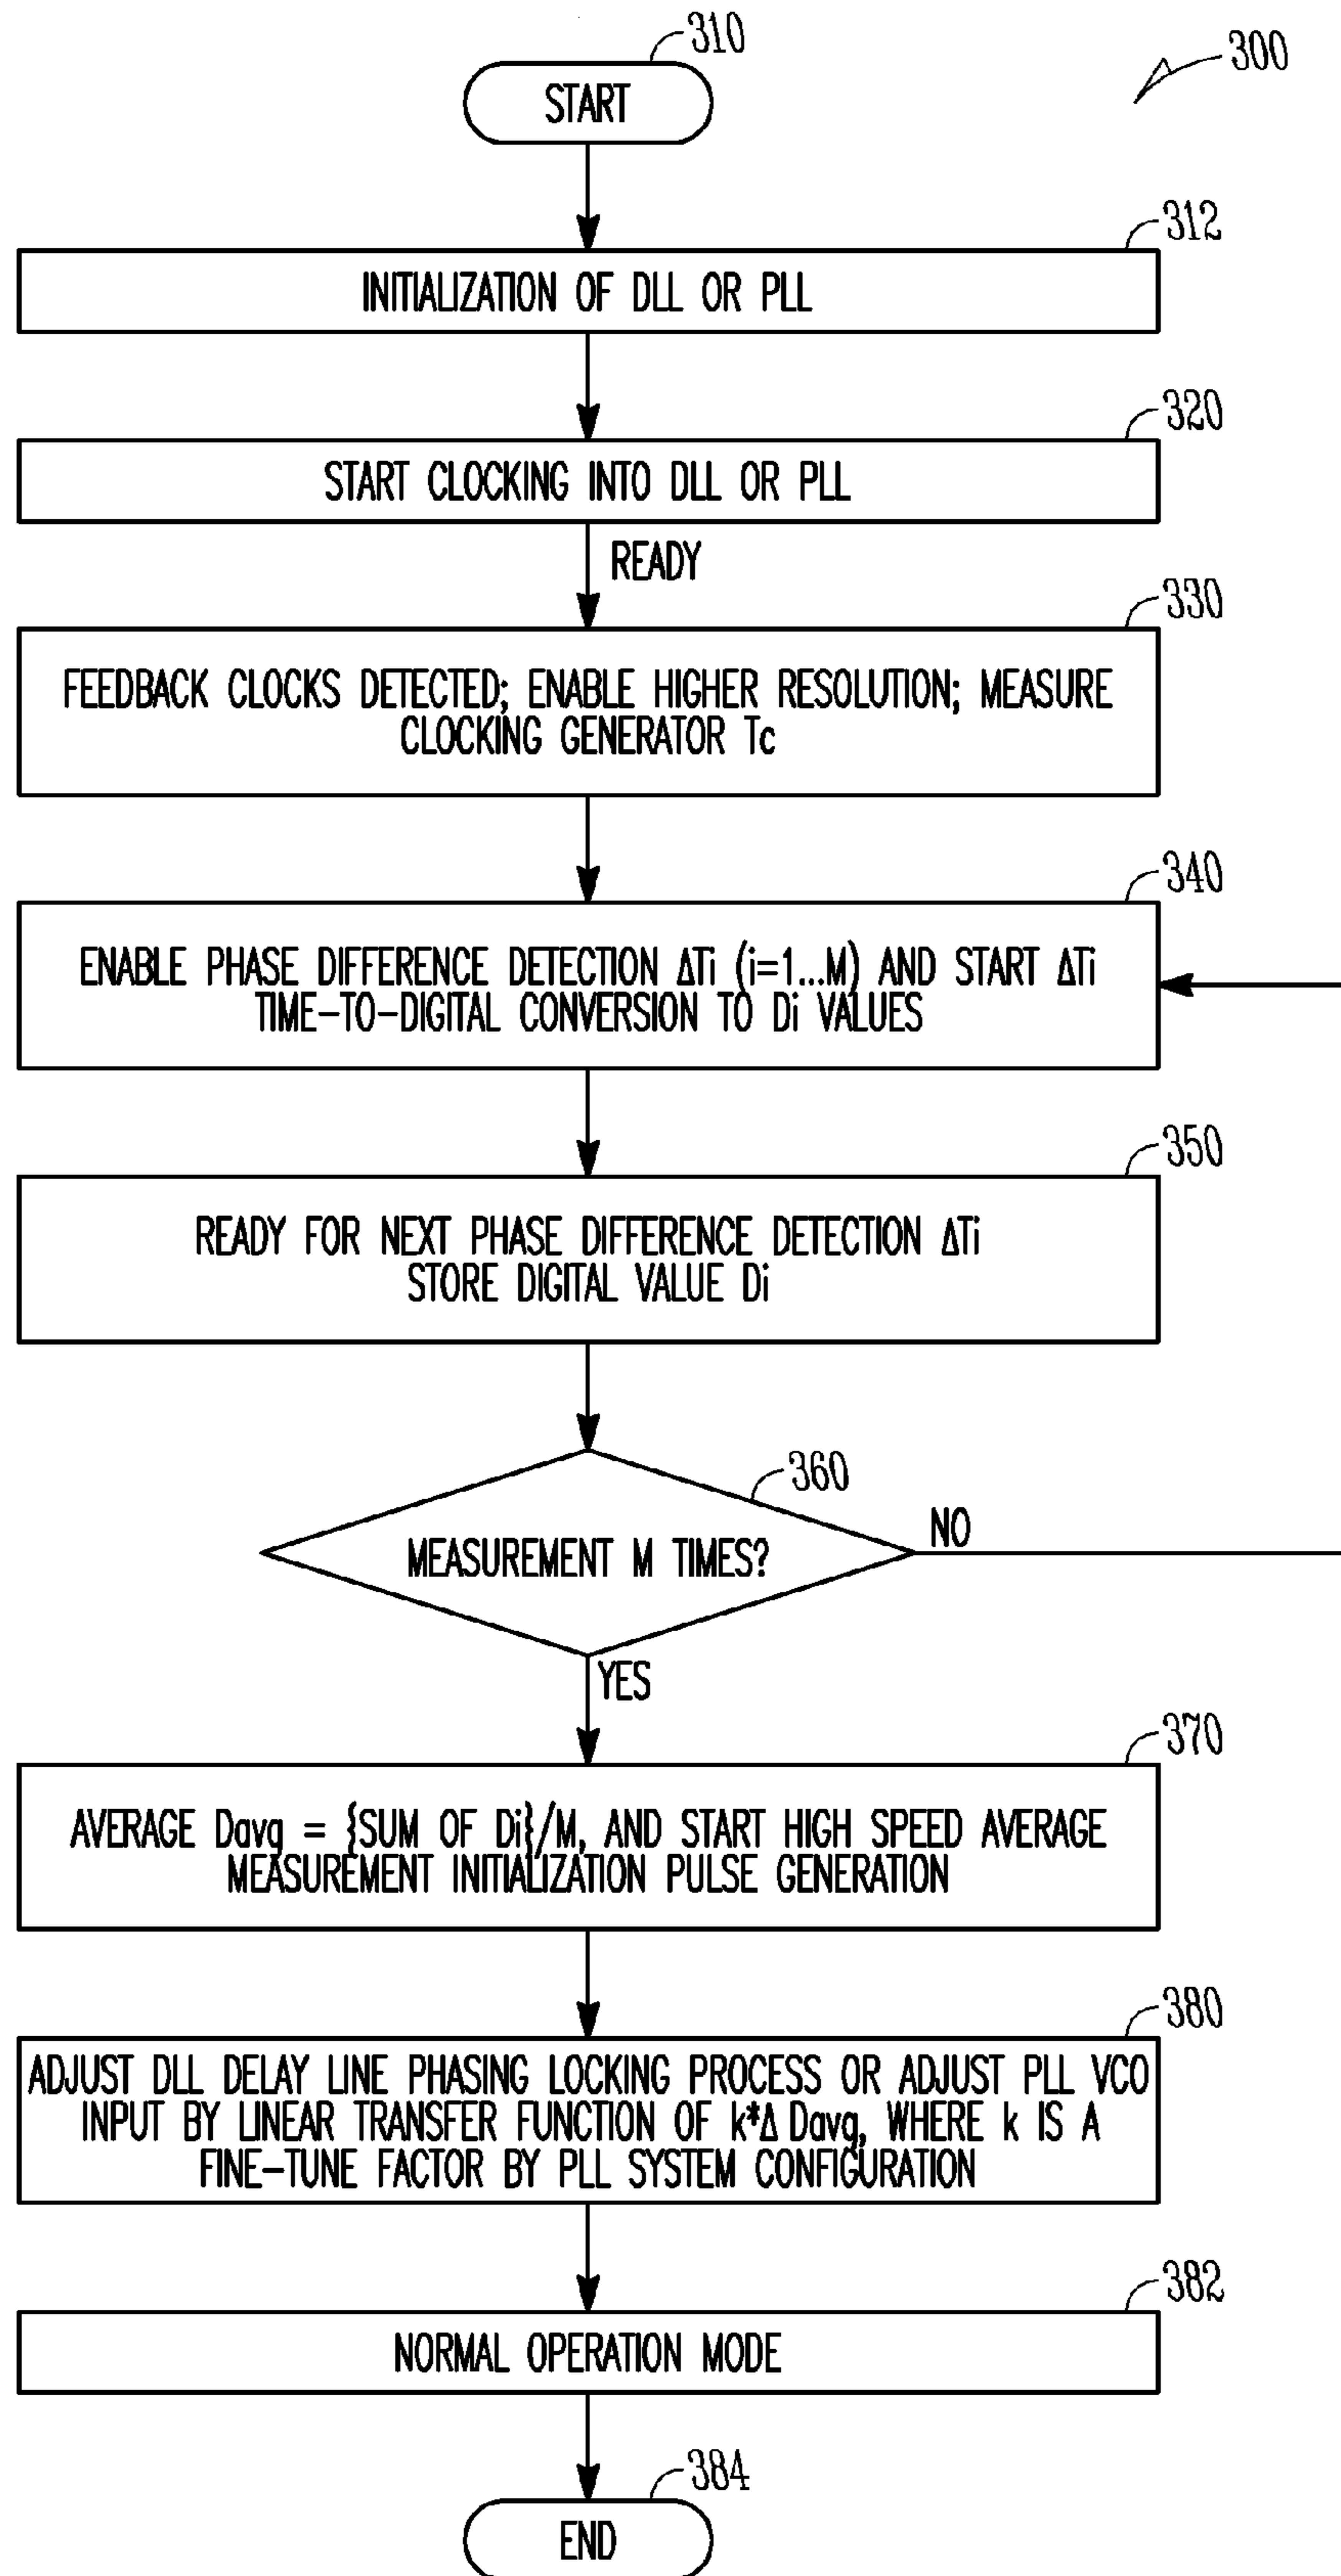 310
300
START
312
INITIALIZATION OF DLL OR PLL
320
START CLOCKING INTO DLL OR PLL
READY
330
FEEDBACK CLOCKS DETECTED; ENABLE HIGHER RESOLUTION; MEASURE
CLOCKING GENERATOR Tc
340
ENABLE PHASE DIFFERENCE DETECTION ΔTi (i=1...M) AND START ΔTi
TIME-TO-DIGITAL CONVERSION TO Di VALUES
350
READY FOR NEXT PHASE DIFFERENCE DETECTION ΔTi
STORE DIGITAL VALUE Di
360
MEASUREMENT M TIMES?
NO
YES
370
AVERAGE Davg = {SUM OF Di}/M, AND START HIGH SPEED AVERAGE
MEASUREMENT INITIALIZATION PULSE GENERATION
380
ADJUST DLL DELAY LINE PHASING LOCKING PROCESS OR ADJUST PLL VCO
INPUT BY LINEAR TRANSFER FUNCTION OF k*Δ Davg, WHERE k IS A
FINE-TUNE FACTOR BY PLL SYSTEM CONFIGURATION
382
NORMAL OPERATION MODE
384
END